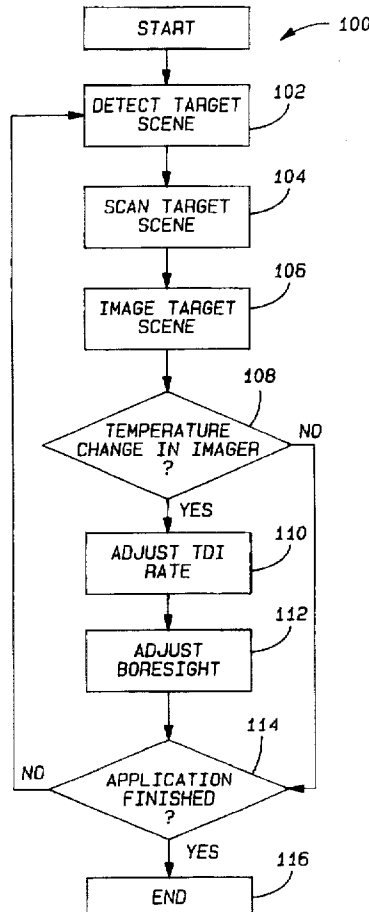 START
100
DETECT TARGET
SCENE
102
SCAN TARGET
SCENE
104
IMAGE TARGET
SCENE
106
108
TEMPERATURE
CHANGE IN IMAGER
?
NO
YES
ADJUST TDI
RATE
110
ADJUST
BORESIGHT
112
114
NO
APPLICATION
FINISHED
?
YES
END
116